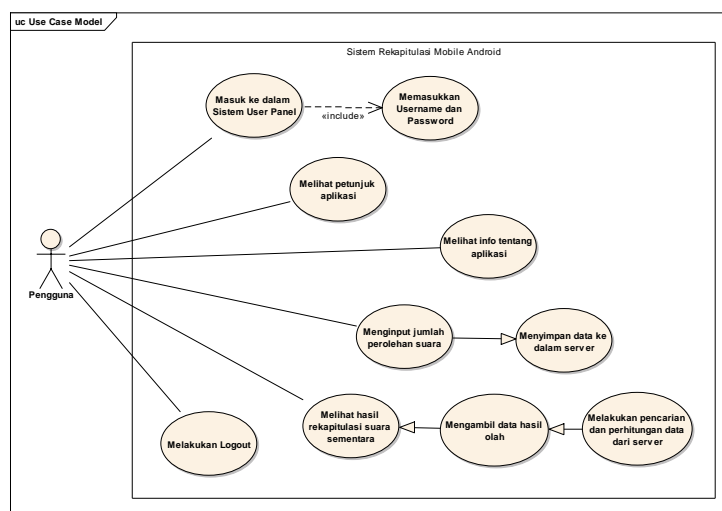 uc Use Case Model
Sistem Rekapitulasi Mobile Android
Masuk ke dalam
Sistem User Panel
«include»
Memasukkan
Username dan
Password
Melihat petunjuk
aplikasi
Melihat info tentang
aplikasi
Pengguna
Menginput jumlah
perolehan suara
Menyimpan data ke
dalam server
Melihat hasil
rekapitulasi suara
sementara
Mengambil data hasil
olah
Melakukan pencarian
dan perhitungan data
dari server
Melakukan Logout